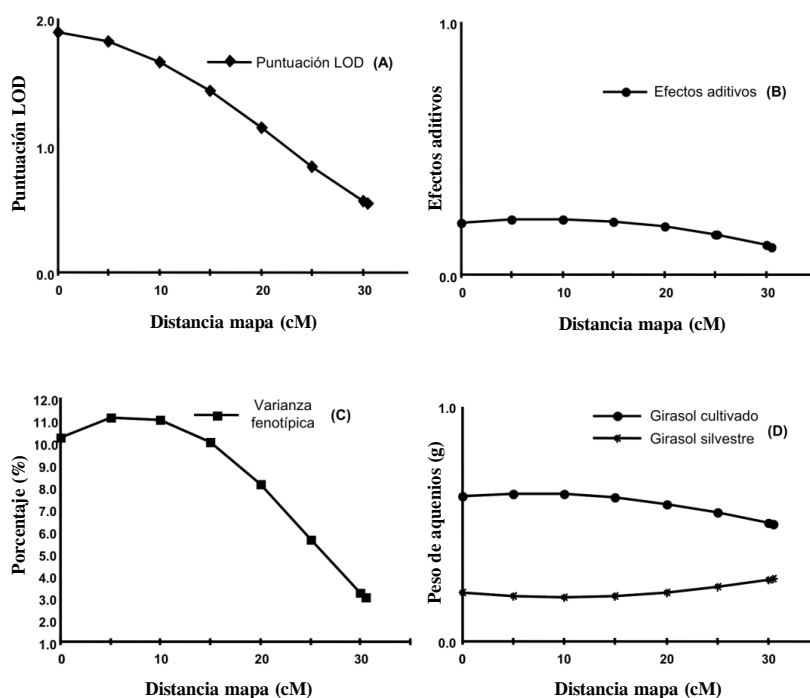 2.0
1.0
0.0
Puntuación LOD
Puntuación LOD (A)
0 10 20 30
Distancia mapa (cM)
1.0
0.0
Efectos aditivos
Efectos aditivos (B)
0 10 20 30
Distancia mapa (cM)
12.0
11.0
10.0
9.0
8.0
7.0
6.0
5.0
4.0
3.0
2.0
1.0
Porcentaje (%)
Varianza
fenotípica (C)
0 10 20 30
Distancia mapa (cM)
1.0
0.0
Peso de aquenios (g)
Girasol cultivado
Girasol silvestre (D)
0 10 20 30
Distancia mapa (cM)